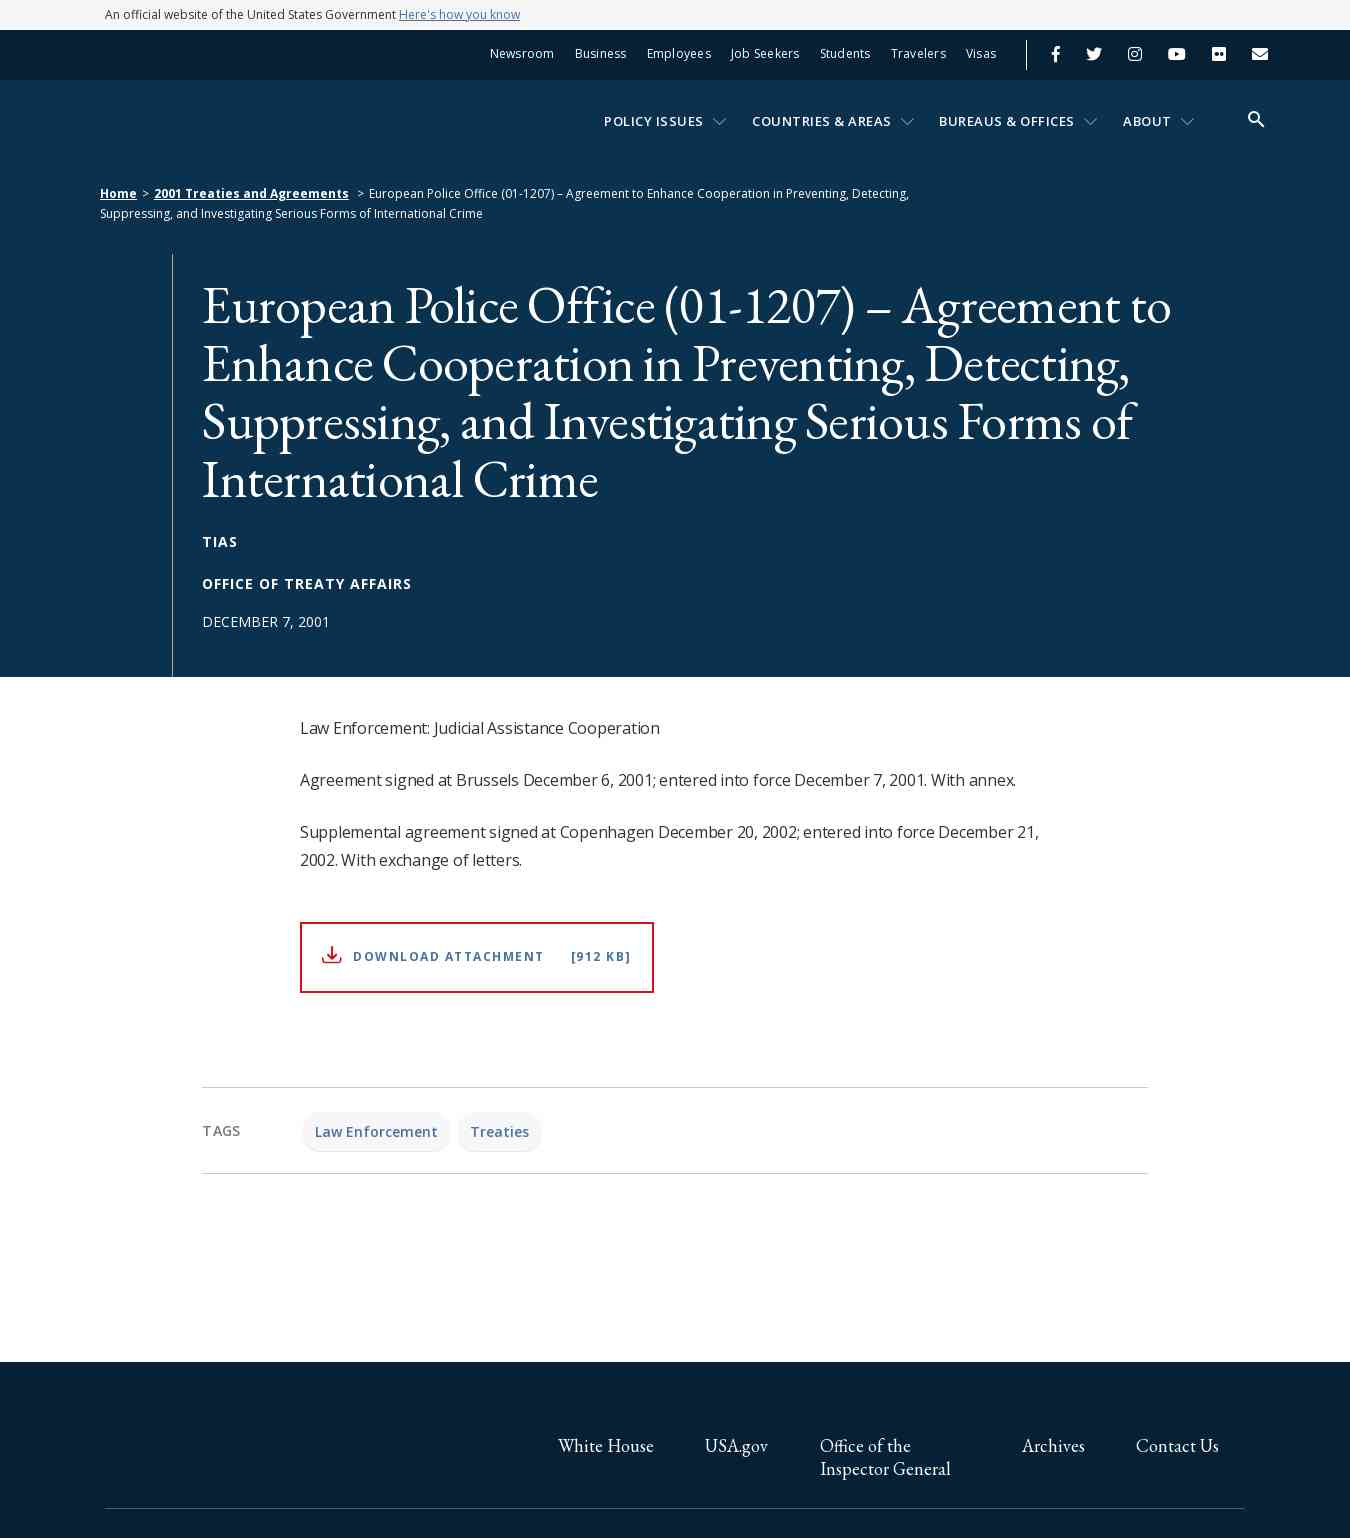 An official website of the United States Government Here's how you know
Newsroom Business Employees Job Seekers Students Travelers Visas
POLICY ISSUES COUNTRIES & AREAS BUREAUS & OFFICES ABOUT
Home > 2001 Treaties and Agreements > European Police Office (01-1207) – Agreement to Enhance Cooperation in Preventing, Detecting,
Suppressing, and Investigating Serious Forms of International Crime
European Police Office (01-1207) – Agreement to
Enhance Cooperation in Preventing, Detecting,
Suppressing, and Investigating Serious Forms of
International Crime
TIAS
OFFICE OF TREATY AFFAIRS
DECEMBER 7, 2001
Law Enforcement: Judicial Assistance Cooperation
Agreement signed at Brussels December 6, 2001; entered into force December 7, 2001. With annex.
Supplemental agreement signed at Copenhagen December 20, 2002; entered into force December 21,
2002. With exchange of letters.
DOWNLOAD ATTACHMENT [912 KB]
TAGS Law Enforcement Treaties
White House USA.gov Office of the Archives Contact Us
Inspector General